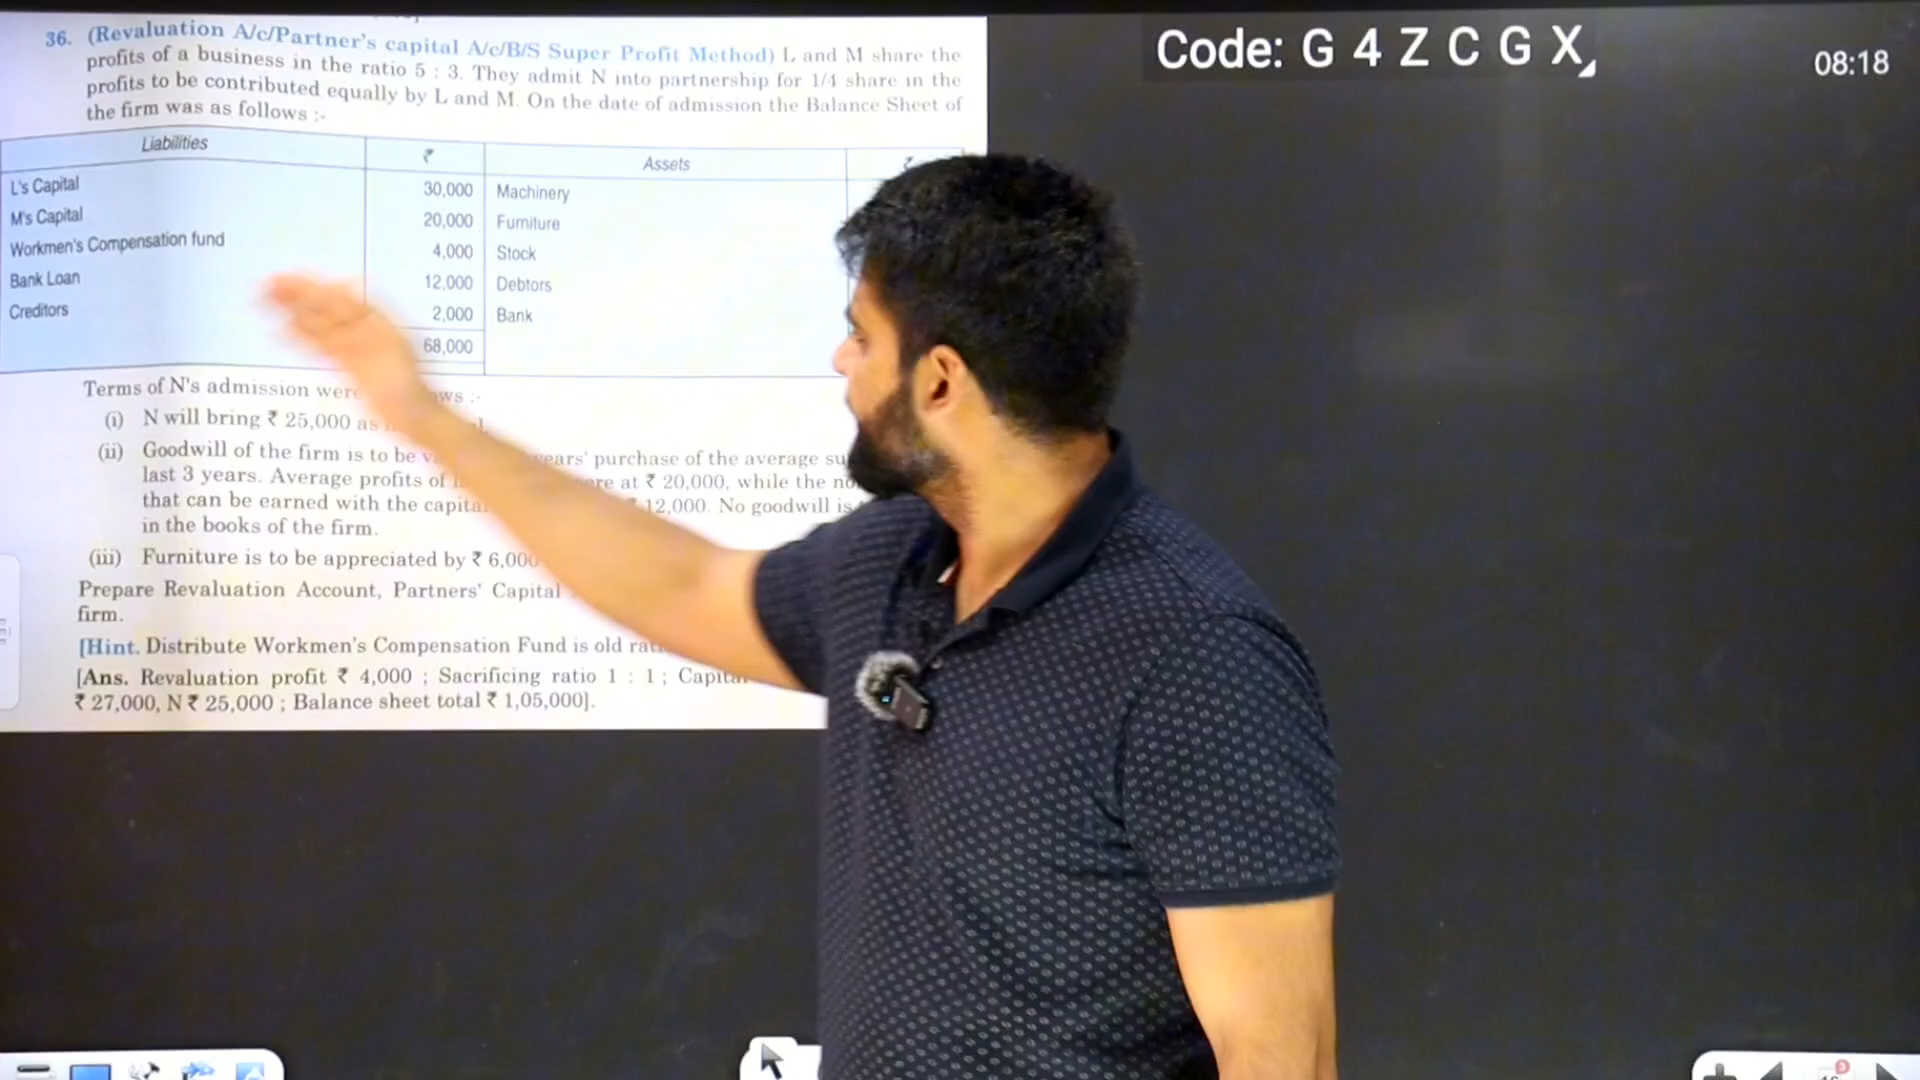 36. (Revaluation A/c/Partner's capital A/c/B/S Super Profit Method) L and M share the
profits of a business in the ratio 5 : 3. They admit N into partnership for 1/4 share in the
profits to be contributed equally by L and M. On the date of admission the Balance Sheet of
the firm was as follows :-
Liabilities ₹ Assets ₹
L's Capital 30,000 Machinery
M's Capital 20,000 Furniture
Workmen's Compensation fund 4,000 Stock
Bank Loan 12,000 Debtors
Creditors 2,000 Bank
68,000
Terms of N's admission were
(i) N will bring ₹ 25,000 as
(ii) Goodwill of the firm is to be years' purchase of the average
last 3 years. Average profits of at ₹ 20,000, while the
that can be earned with the 12,000. No goodwill is
in the books of the firm.
(iii) Furniture is to be appreciated by ₹ 6,000
Prepare Revaluation Account, Partners' Capital
firm.
[Hint. Distribute Workmen's Compensation Fund is old
[Ans. Revaluation profit ₹ 4,000 ; Sacrificing ratio 1 : 1 ;
₹ 27,000, N ₹ 25,000 ; Balance sheet total ₹ 1,05,000].
Code: G 4 Z C G X
08:18